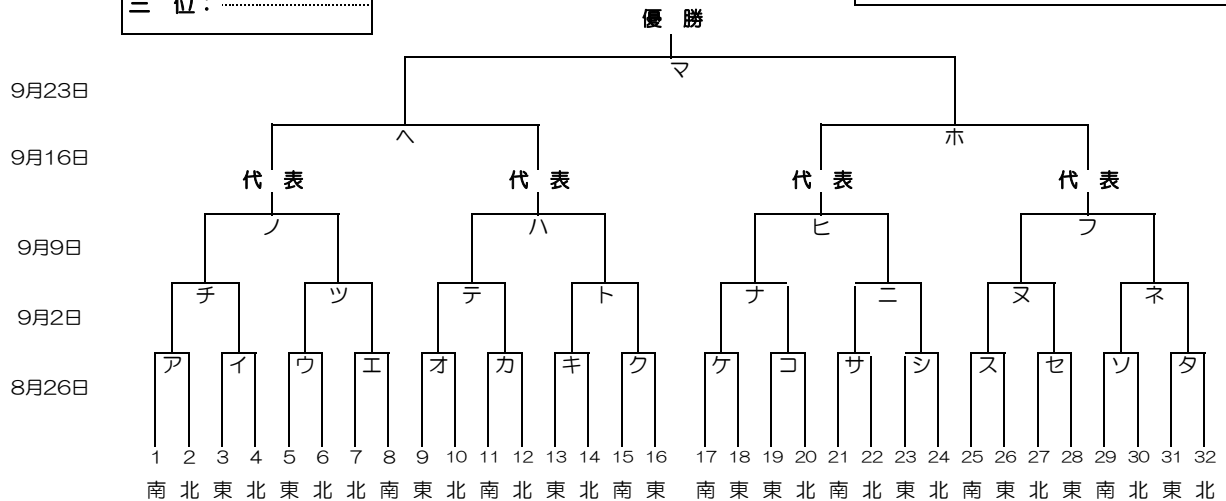 三 位：
優 勝
マ
9月23日
ヘ ホ
9月16日
代 表 代 表 代 表 代 表
ノ ハ ヒ フ
9月9日
チ ツ テ ト ナ ニ ヌ ネ
9月2日
ア イ ウ エ オ カ キ ク ケ コ サ シ ス セ ソ タ
8月26日
1 2 3 4 5 6 7 8 9 10 11 12 13 14 15 16 17 18 19 20 21 22 23 24 25 26 27 28 29 30 31 32
南 北 東 北 東 北 北 南 東 北 南 北 東 北 南 東 南 東 東 北 南 北 東 北 南 東 北 東 南 北 東 北